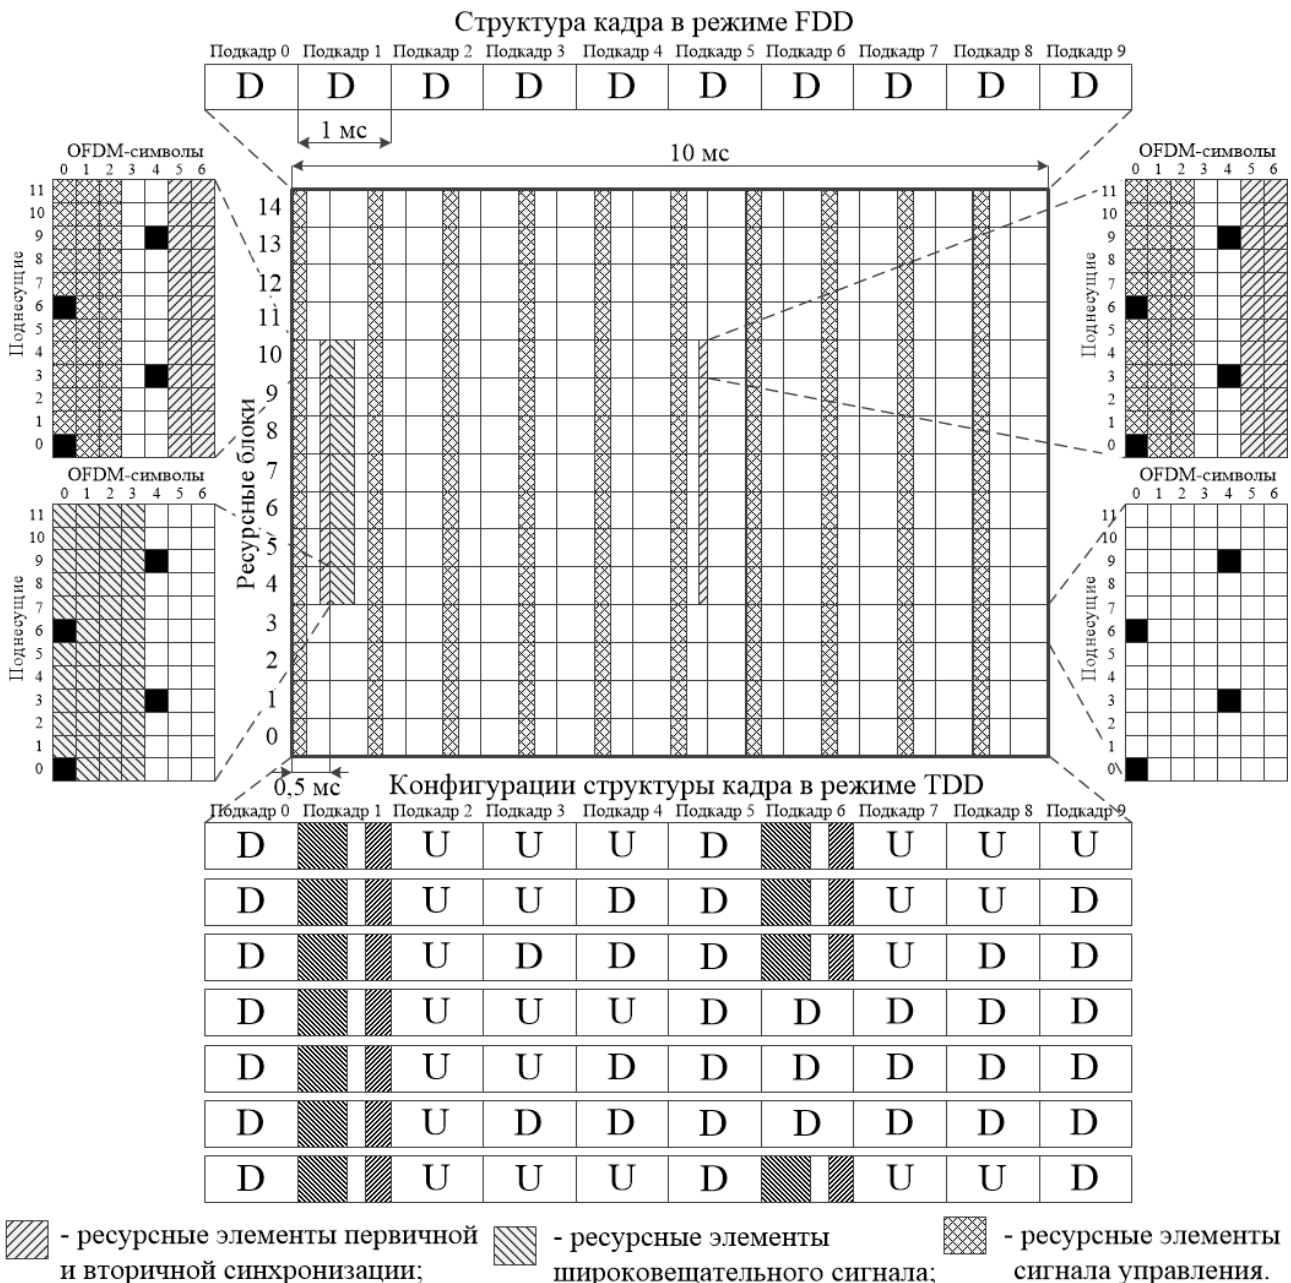 Структура кадра в режиме FDD
Подкадр 0 Подкадр 1 Подкадр 2 Подкадр 3 Подкадр 4 Подкадр 5 Подкадр 6 Подкадр 7 Подкадр 8 Подкадр 9
D D D D D D D D D D
1 мс
10 мс
OFDM-символы
0 1 2 3 4 5 6
Поднесущие
11
10
9
8
7
6
5
4
3
2
1
0
OFDM-символы
0 1 2 3 4 5 6
Поднесущие
11
10
9
8
7
6
5
4
3
2
1
0
Ресурсные блоки
14
13
12
11
10
9
8
7
6
5
4
3
2
1
0
0,5 мс
OFDM-символы
0 1 2 3 4 5 6
Поднесущие
11
10
9
8
7
6
5
4
3
2
1
0
OFDM-символы
0 1 2 3 4 5 6
Поднесущие
11
10
9
8
7
6
5
4
3
2
1
0
Конфигурации структуры кадра в режиме TDD
Подкадр 0 Подкадр 1 Подкадр 2 Подкадр 3 Подкадр 4 Подкадр 5 Подкадр 6 Подкадр 7 Подкадр 8 Подкадр 9
D U U U D U U U
D U U D D U U D
D U D D D U D D
D U U U D D D D D
D U U D D D D D D
D U D D D D D D D
D U U U D U U D
- ресурсные элементы первичной
и вторичной синхронизации;
- ресурсные элементы
широковещательного сигнала;
- ресурсные элементы
сигнала управления.